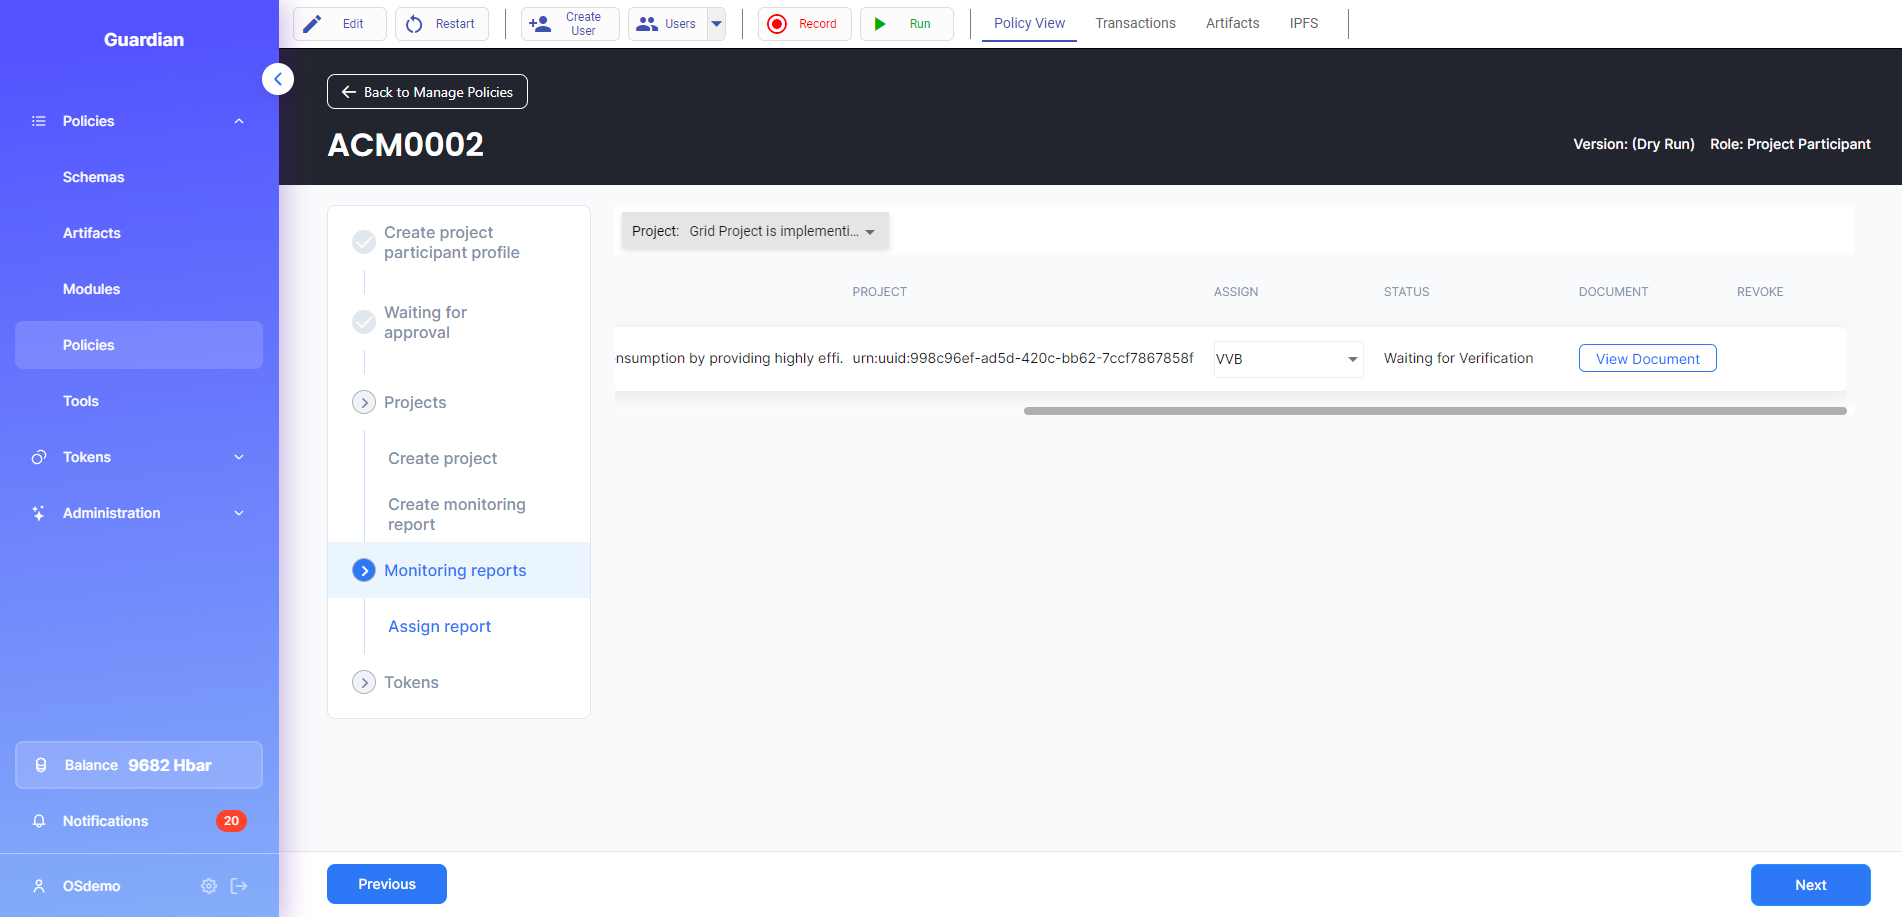 Guardian
Policies
Schemas
Artifacts
Modules
Policies
Tools
Tokens
Administration
Balance 9682 Hbar
Notifications 20
OSdemo
Edit
Restart
Create
User
Users
Record
Run
Policy View
Transactions
Artifacts
IPFS
Back to Manage Policies
ACM0002
Version: (Dry Run) Role: Project Participant
Create project
participant profile
Waiting for
approval
Projects
Create project
Create monitoring
report
Monitoring reports
Assign report
Tokens
Project: Grid Project is implementi...
PROJECT ASSIGN STATUS DOCUMENT REVOKE
nsumption by providing highly effi. urn:uuid:998c96ef-ad5d-420c-bb62-7ccf7867858f VVB Waiting for Verification View Document
Previous
Next